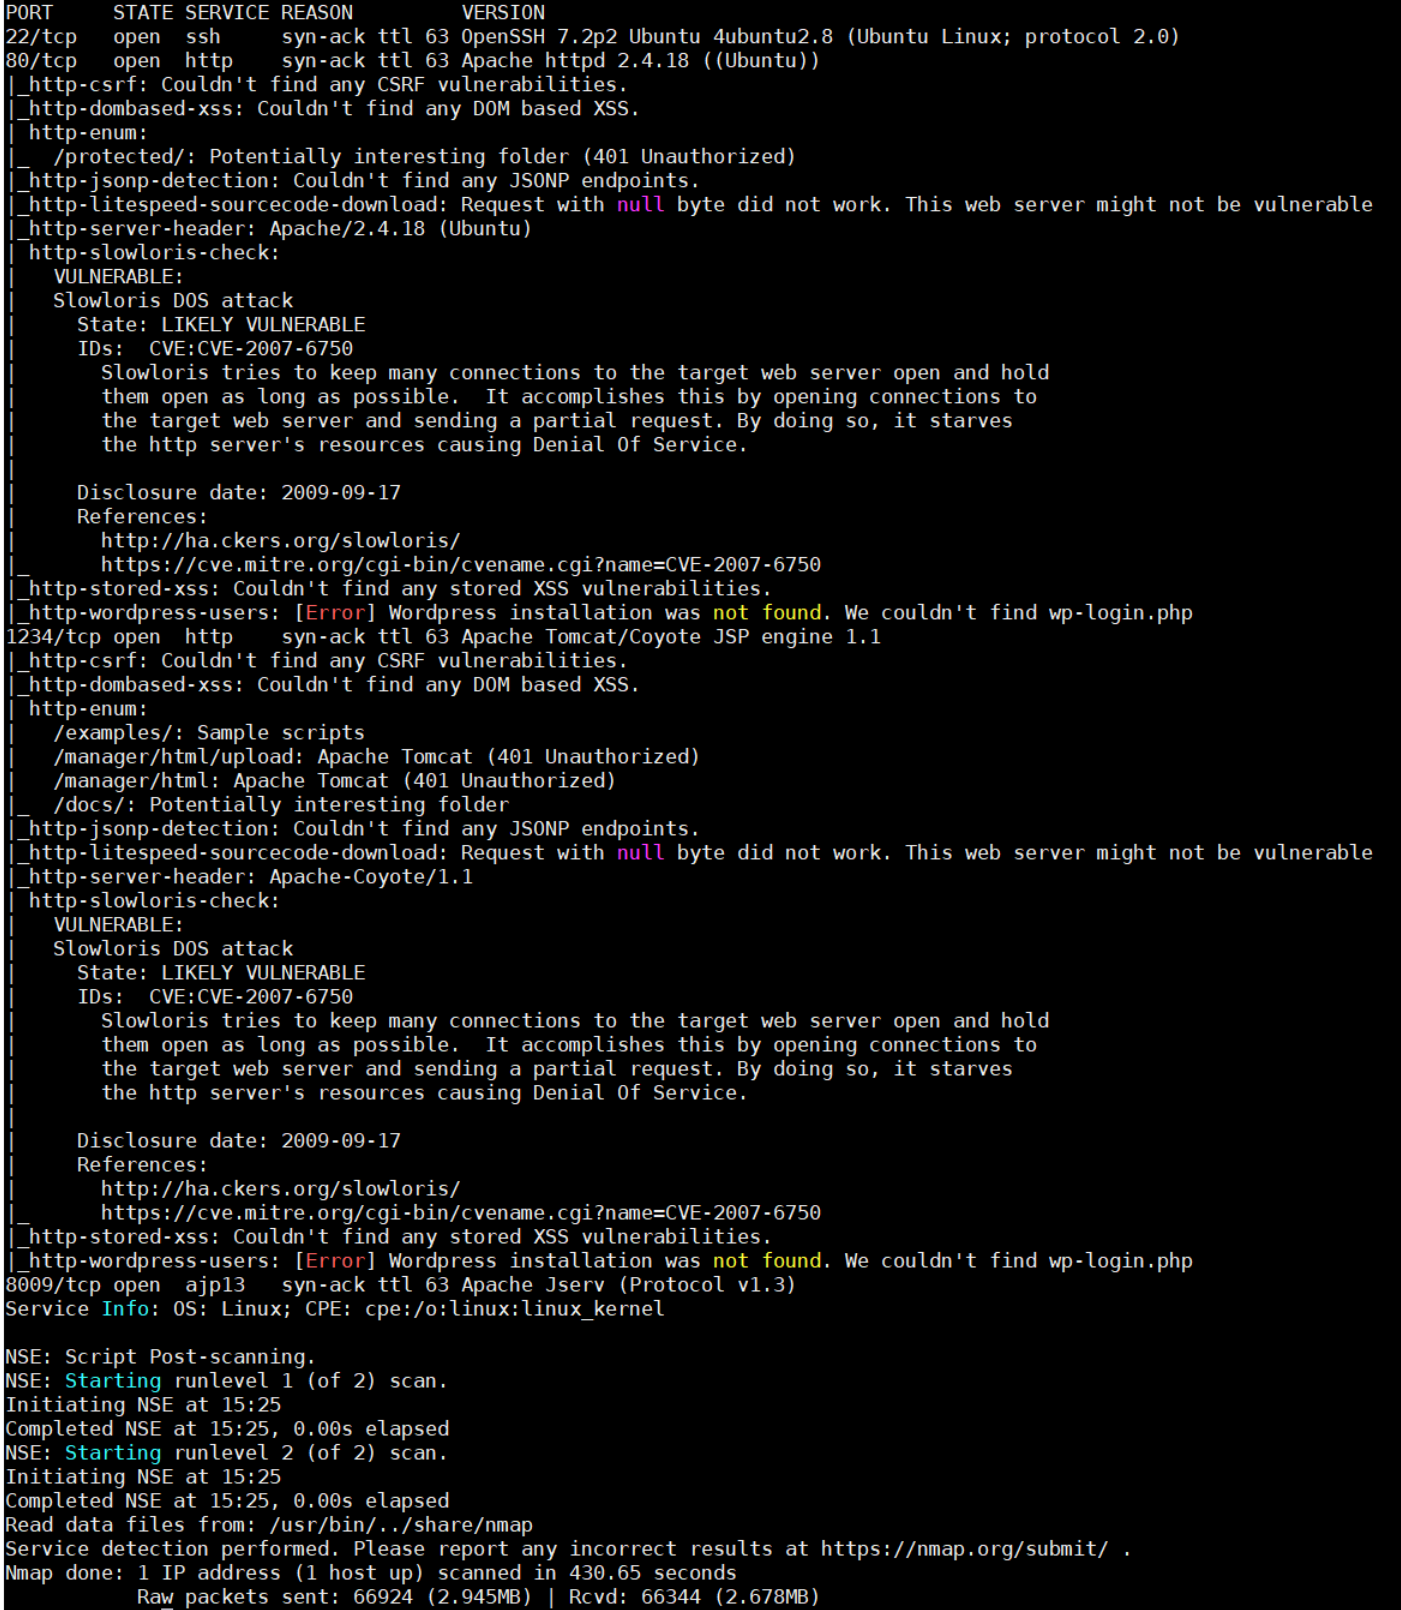 PORT     STATE SERVICE REASON         VERSION
22/tcp   open  ssh     syn-ack ttl 63 OpenSSH 7.2p2 Ubuntu 4ubuntu2.8 (Ubuntu Linux; protocol 2.0)
80/tcp   open  http    syn-ack ttl 63 Apache httpd 2.4.18 ((Ubuntu))
|_http-csrf: Couldn't find any CSRF vulnerabilities.
|_http-dombased-xss: Couldn't find any DOM based XSS.
| http-enum:
|_  /protected/: Potentially interesting folder (401 Unauthorized)
|_http-jsonp-detection: Couldn't find any JSONP endpoints.
|_http-litespeed-sourcecode-download: Request with null byte did not work. This web server might not be vulnerable
|_http-server-header: Apache/2.4.18 (Ubuntu)
| http-slowloris-check:
|   VULNERABLE:
|   Slowloris DOS attack
|     State: LIKELY VULNERABLE
|     IDs:  CVE:CVE-2007-6750
|       Slowloris tries to keep many connections to the target web server open and hold
|       them open as long as possible.  It accomplishes this by opening connections to
|       the target web server and sending a partial request. By doing so, it starves
|       the http server's resources causing Denial Of Service.
|
|     Disclosure date: 2009-09-17
|     References:
|       http://ha.ckers.org/slowloris/
|_      https://cve.mitre.org/cgi-bin/cvename.cgi?name=CVE-2007-6750
|_http-stored-xss: Couldn't find any stored XSS vulnerabilities.
|_http-wordpress-users: [Error] Wordpress installation was not found. We couldn't find wp-login.php
1234/tcp open  http    syn-ack ttl 63 Apache Tomcat/Coyote JSP engine 1.1
|_http-csrf: Couldn't find any CSRF vulnerabilities.
|_http-dombased-xss: Couldn't find any DOM based XSS.
| http-enum:
|   /examples/: Sample scripts
|   /manager/html/upload: Apache Tomcat (401 Unauthorized)
|   /manager/html: Apache Tomcat (401 Unauthorized)
|_  /docs/: Potentially interesting folder
|_http-jsonp-detection: Couldn't find any JSONP endpoints.
|_http-litespeed-sourcecode-download: Request with null byte did not work. This web server might not be vulnerable
|_http-server-header: Apache-Coyote/1.1
| http-slowloris-check:
|   VULNERABLE:
|   Slowloris DOS attack
|     State: LIKELY VULNERABLE
|     IDs:  CVE:CVE-2007-6750
|       Slowloris tries to keep many connections to the target web server open and hold
|       them open as long as possible.  It accomplishes this by opening connections to
|       the target web server and sending a partial request. By doing so, it starves
|       the http server's resources causing Denial Of Service.
|
|     Disclosure date: 2009-09-17
|     References:
|       http://ha.ckers.org/slowloris/
|_      https://cve.mitre.org/cgi-bin/cvename.cgi?name=CVE-2007-6750
|_http-stored-xss: Couldn't find any stored XSS vulnerabilities.
|_http-wordpress-users: [Error] Wordpress installation was not found. We couldn't find wp-login.php
8009/tcp open  ajp13   syn-ack ttl 63 Apache Jserv (Protocol v1.3)
Service Info: OS: Linux; CPE: cpe:/o:linux:linux_kernel

NSE: Script Post-scanning.
NSE: Starting runlevel 1 (of 2) scan.
Initiating NSE at 15:25
Completed NSE at 15:25, 0.00s elapsed
NSE: Starting runlevel 2 (of 2) scan.
Initiating NSE at 15:25
Completed NSE at 15:25, 0.00s elapsed
Read data files from: /usr/bin/../share/nmap
Service detection performed. Please report any incorrect results at https://nmap.org/submit/ .
Nmap done: 1 IP address (1 host up) scanned in 430.65 seconds
           Raw packets sent: 66924 (2.945MB) | Rcvd: 66344 (2.678MB)